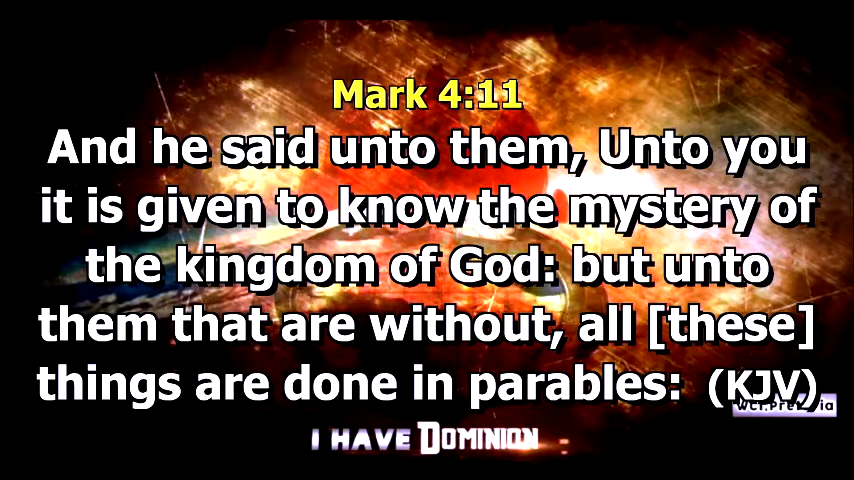 Mark 4:11
And he said unto them, Unto you
it is given to know the mystery of
the kingdom of God: but unto
them that are without, all [these]
things are done in parables: (KJV)
I HAVE DOMINION